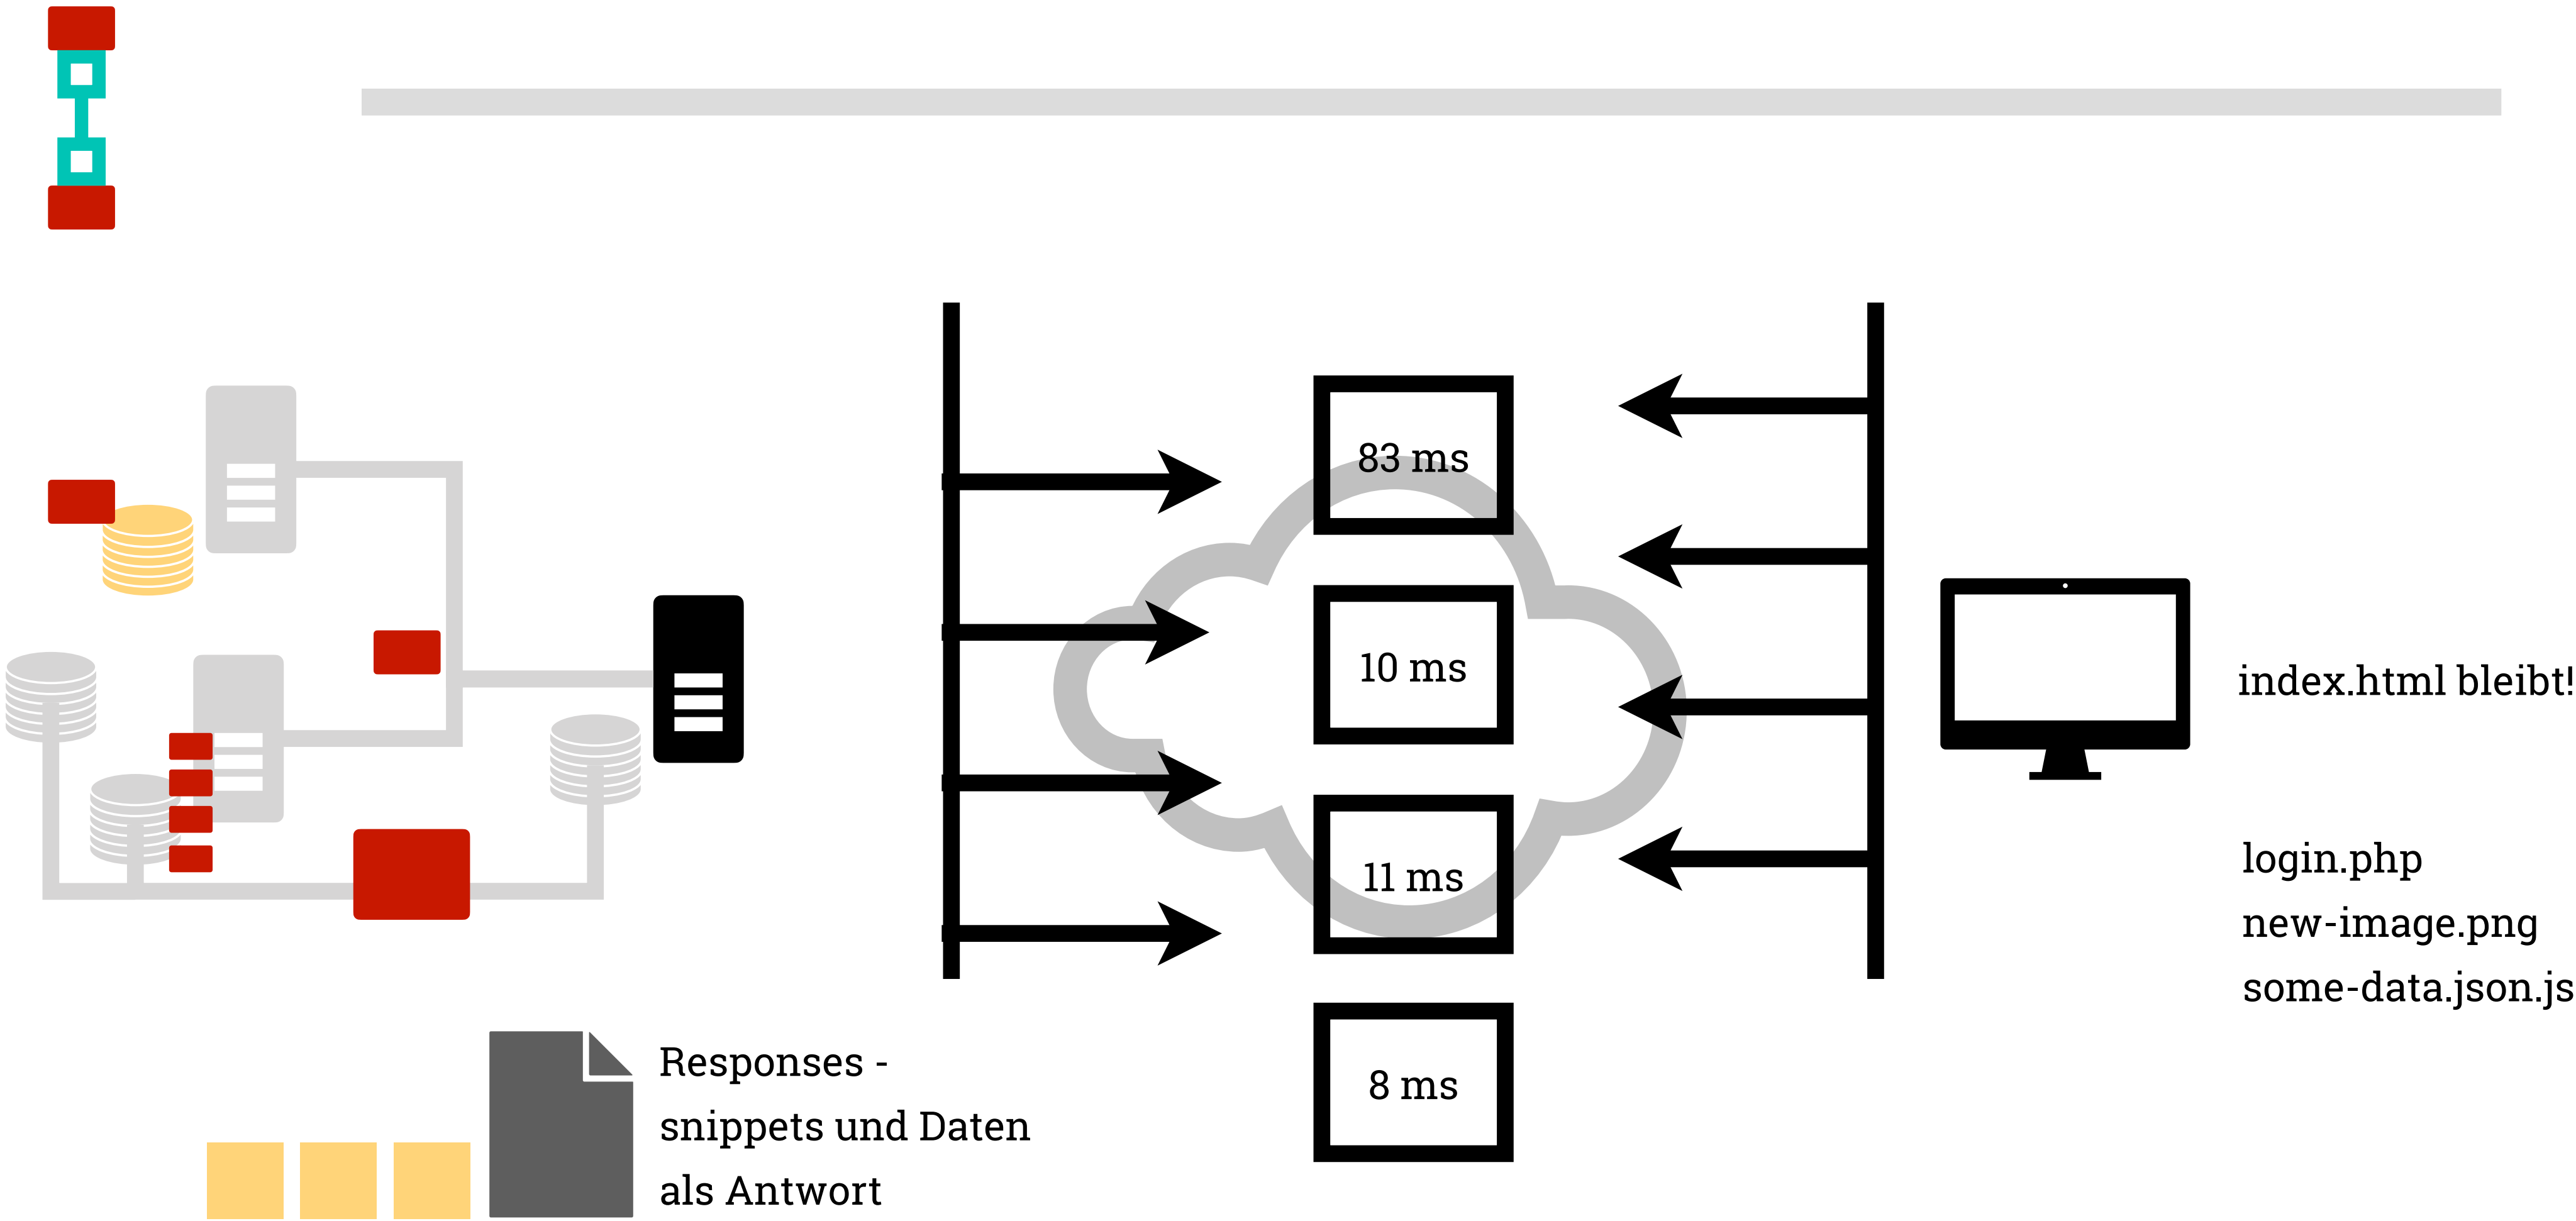 83 ms
10 ms
11 ms
8 ms
index.html bleibt!
login.php
new-image.png
some-data.json.js
Responses -
snippets und Daten
als Antwort